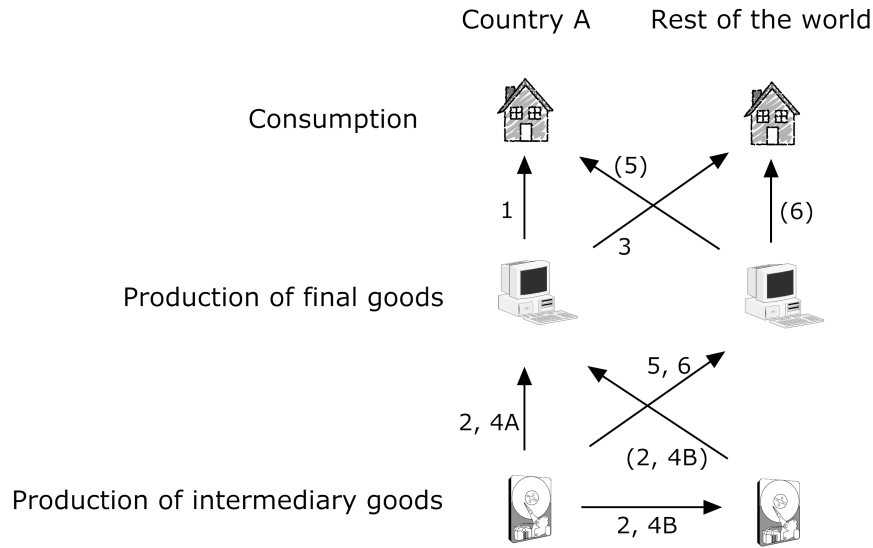 Country A Rest of the world
Consumption
(5)
1 (6)
3
Production of final goods
5, 6
2, 4A
(2, 4B)
Production of intermediary goods
2, 4B